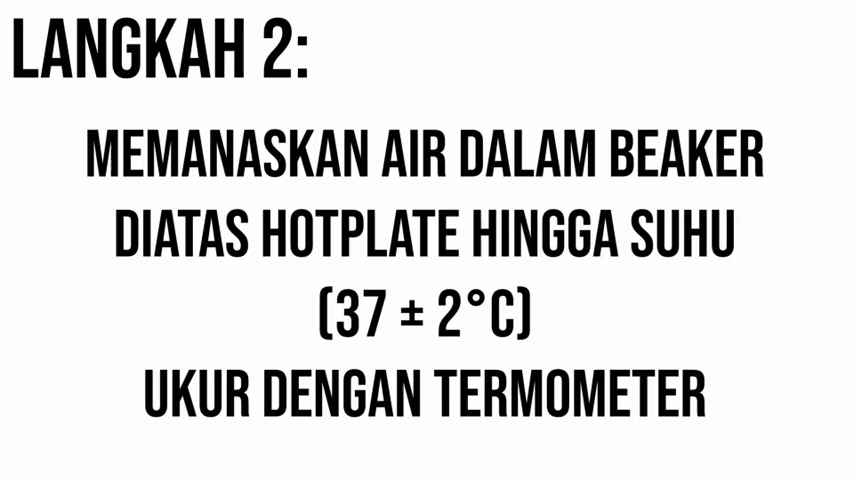 LANGKAH 2:
MEMANASKAN AIR DALAM BEAKER
DIATAS HOTPLATE HINGGA SUHU
(37 ± 2°C)
UKUR DENGAN TERMOMETER